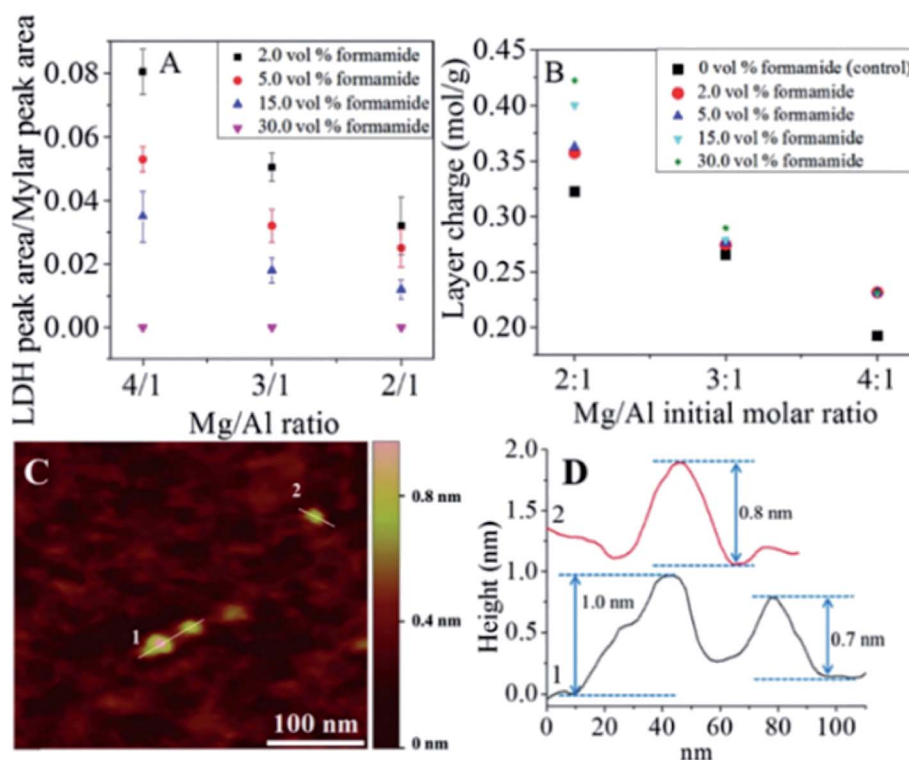 A
2.0 vol % formamide
5.0 vol % formamide
15.0 vol % formamide
30.0 vol % formamide
LDH peak area/Mylar peak area
0.08
0.06
0.04
0.02
0.00
4/1 3/1 2/1
Mg/Al ratio
B
0 vol % formamide (control)
2.0 vol % formamide
5.0 vol % formamide
15.0 vol % formamide
30.0 vol % formamide
Layer charge (mol/g)
0.45
0.40
0.35
0.30
0.25
0.20
2:1 3:1 4:1
Mg/Al initial molar ratio
C
2
1
100 nm
0.8 nm
0.4 nm
0 nm
D
Height (nm)
2.0
1.5
1.0
0.5
0.0
2
0.8 nm
1.0 nm
0.7 nm
1
0 20 40 60 80 100
nm